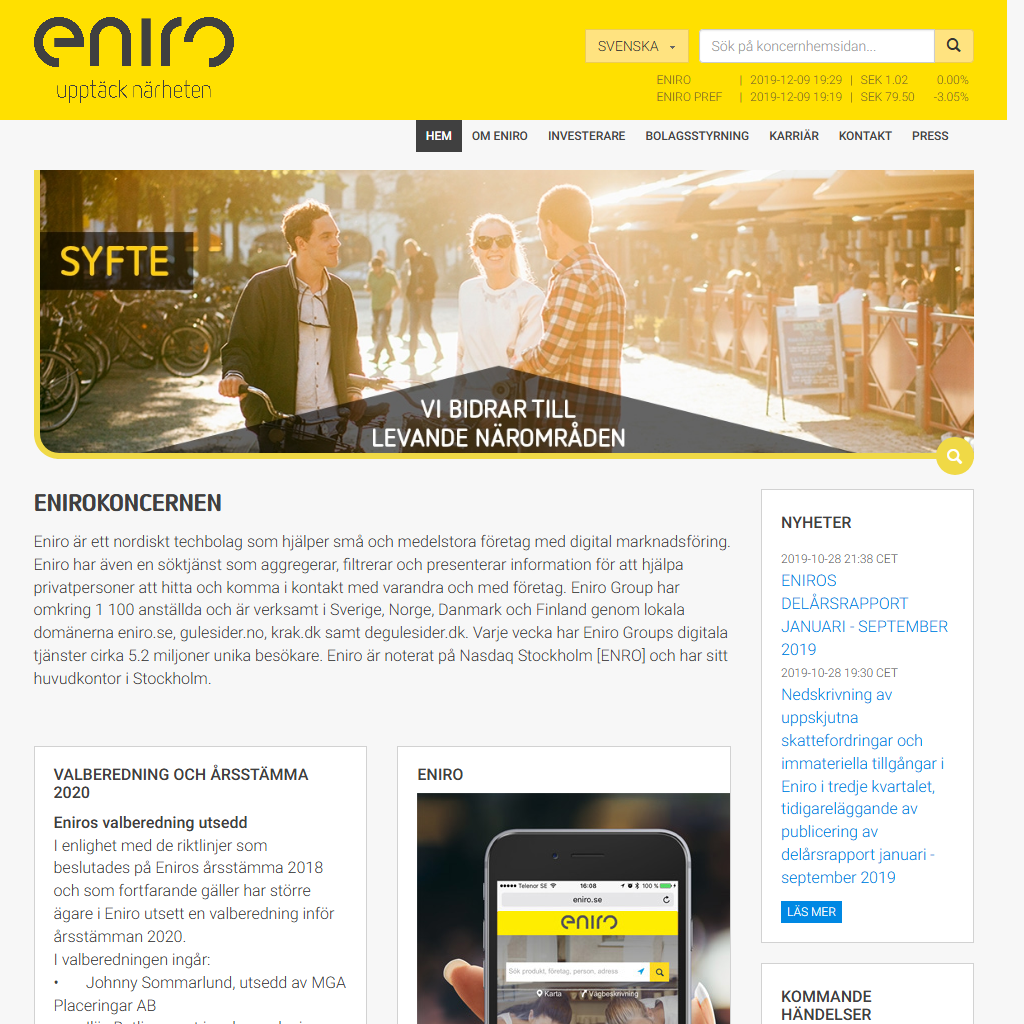 eniro
upptäck närheten
SVENSKA
Sök på koncernhemsidan...
ENIRO | 2019-12-09 19:29 | SEK 1.02 0.00%
ENIRO PREF | 2019-12-09 19:19 | SEK 79.50 -3.05%
HEM OM ENIRO INVESTERARE BOLAGSSTYRNING KARRIÄR KONTAKT PRESS
SYFTE
VI BIDRAR TILL
LEVANDE NÄROMRÅDEN
ENIROKONCERNEN
Eniro är ett nordiskt techbolag som hjälper små och medelstora företag med digital marknadsföring.
Eniro har även en söktjänst som aggregerar, filtrerar och presenterar information för att hjälpa
privatpersoner att hitta och komma i kontakt med varandra och med företag. Eniro Group har
omkring 1 100 anställda och är verksamt i Sverige, Norge, Danmark och Finland genom lokala
domänerna eniro.se, gulesider.no, krak.dk samt degulesider.dk. Varje vecka har Eniro Groups digitala
tjänster cirka 5.2 miljoner unika besökare. Eniro är noterat på Nasdaq Stockholm [ENRO] och har sitt
huvudkontor i Stockholm.
VALBEREDNING OCH ÅRSSTÄMMA
2020
Eniros valberedning utsedd
I enlighet med de riktlinjer som
beslutades på Eniros årsstämma 2018
och som fortfarande gäller har större
ägare i Eniro utsett en valberedning inför
årsstämman 2020.
I valberedningen ingår:
• Johnny Sommarlund, utsedd av MGA
Placeringar AB
ENIRO
Telenor SE 16:08 100 %
eniro.se
eniro
Sök produkt, företag, person, adress
Karta Vägbeskrivning
NYHETER
2019-10-28 21:38 CET
ENIROS
DELÅRSRAPPORT
JANUARI - SEPTEMBER
2019
2019-10-28 19:30 CET
Nedskrivning av
uppskjutna
skattefordringar och
immateriella tillgångar i
Eniro i tredje kvartalet,
tidigareläggande av
publicering av
delårsrapport januari -
september 2019
LÄS MER
KOMMANDE
HÄNDELSER